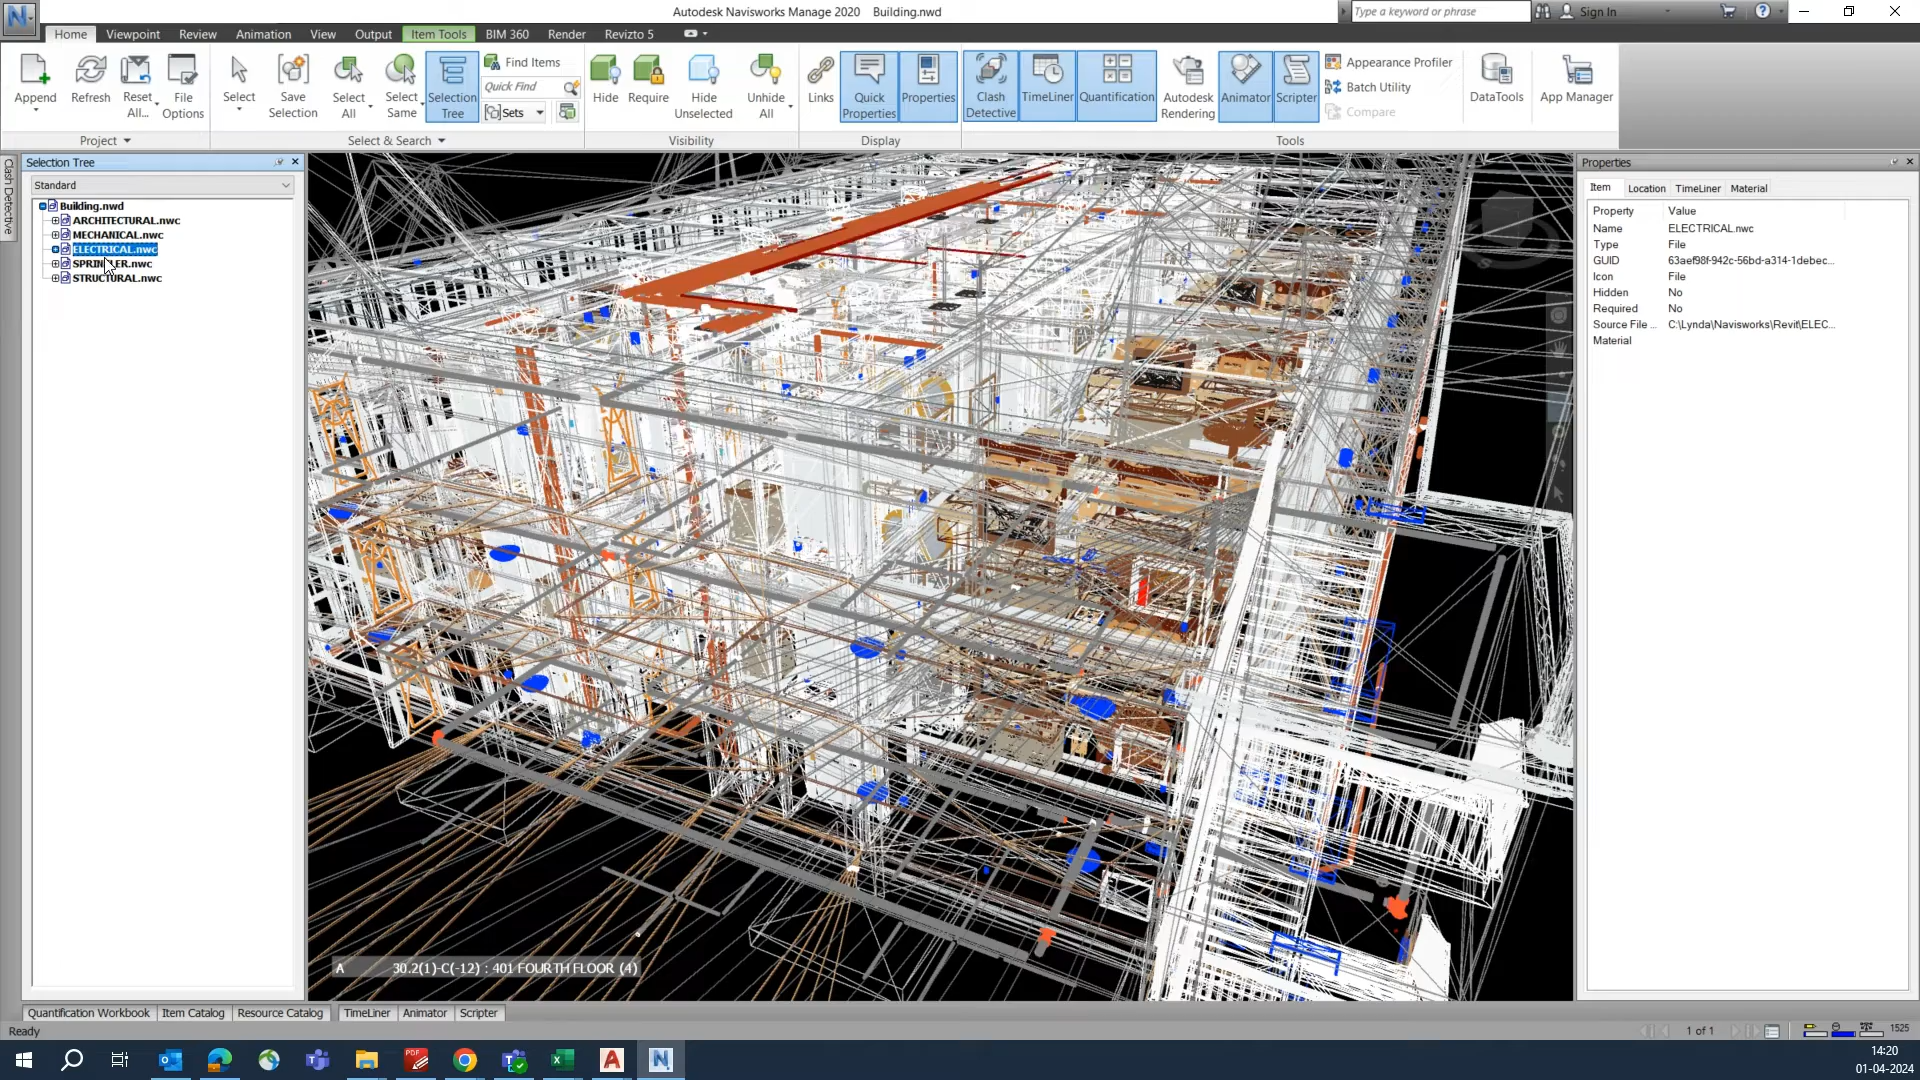 Autodesk Navisworks Manage 2020 Building.nwd
Type a keyword or phrase
Sign In
Home Viewpoint Review Animation View Output Item Tools BIM 360 Render Revizto 5
Append
Refresh
Reset All...
File Options
Project
Select
Save Selection
Select All
Select Same
Selection Tree
Find Items
Quick Find
Sets
Select & Search
Hide
Require
Hide Unselected
Unhide All
Visibility
Links
Quick Properties
Properties
Display
Clash Detective
TimeLiner
Quantification
Autodesk Rendering
Animator
Scripter
Appearance Profiler
Batch Utility
Compare
Tools
DataTools
App Manager
Clash Detective
Selection Tree
Standard
Building.nwd
ARCHITECTURAL.nwc
MECHANICAL.nwc
ELECTRICAL.nwc
SPRINKLER.nwc
STRUCTURAL.nwc
A 30.2(1)-C(-12) : 401 FOURTH FLOOR (4)
Properties
Item Location TimeLiner Material
Property Value
Name ELECTRICAL.nwc
Type File
GUID 63aef98f-942c-56bd-a314-1debec...
Icon File
Hidden No
Required No
Source File ... C:\Lynda\Navisworks\Revit\ELEC...
Material
Quantification Workbook Item Catalog Resource Catalog TimeLiner Animator Scripter
Ready
1 of 1
1525
14:20
01-04-2024